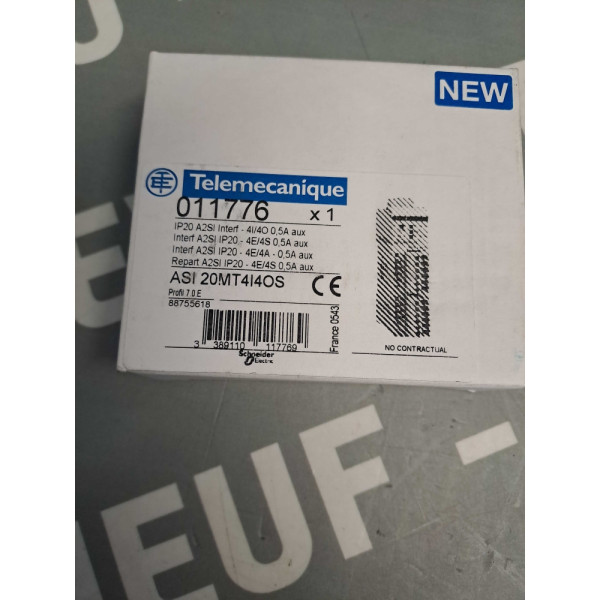 NEW
Telemecanique
011776 x 1
IP20 A2SI Interf - 4I/4O 0,5A aux
Interf A2SI IP20 - 4E/4S 0,5A aux
Interf A2SI IP20 - 4E/4A - 0,5A aux
Repart A2SI IP20 - 4E/4S 0,5A aux
ASI 20MT4I4OS CE
Profil 7.0 E
88755618
France 0543
3 389110 117769
Schneider
Electric
NO CONTRACTUAL
EUF -